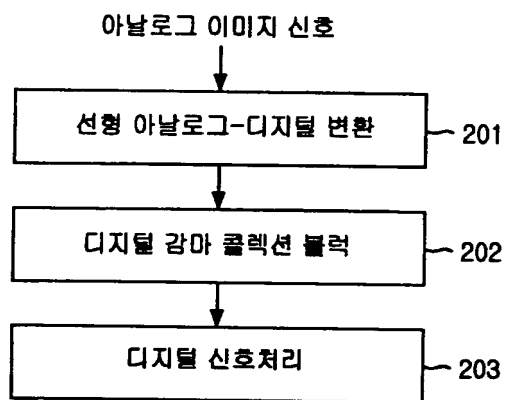 아날로그 이미지 신호
선형 아날로그-디지털 변환
201
디지털 감마 콜렉션 블럭
202
디지털 신호처리
203